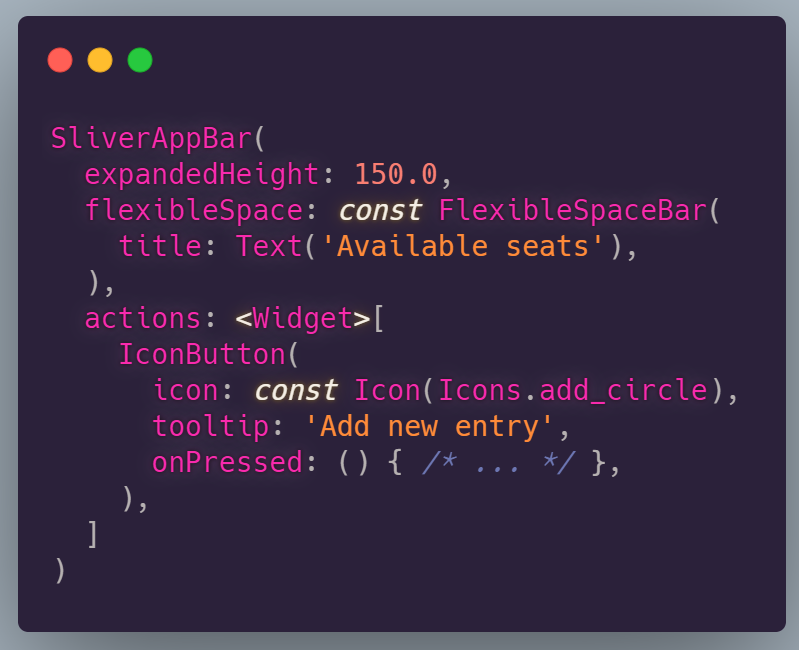 SliverAppBar(
  expandedHeight: 150.0,
  flexibleSpace: const FlexibleSpaceBar(
    title: Text('Available seats'),
  ),
  actions: <Widget>[
    IconButton(
      icon: const Icon(Icons.add_circle),
      tooltip: 'Add new entry',
      onPressed: () { /* ... */ },
    ),
  ]
)